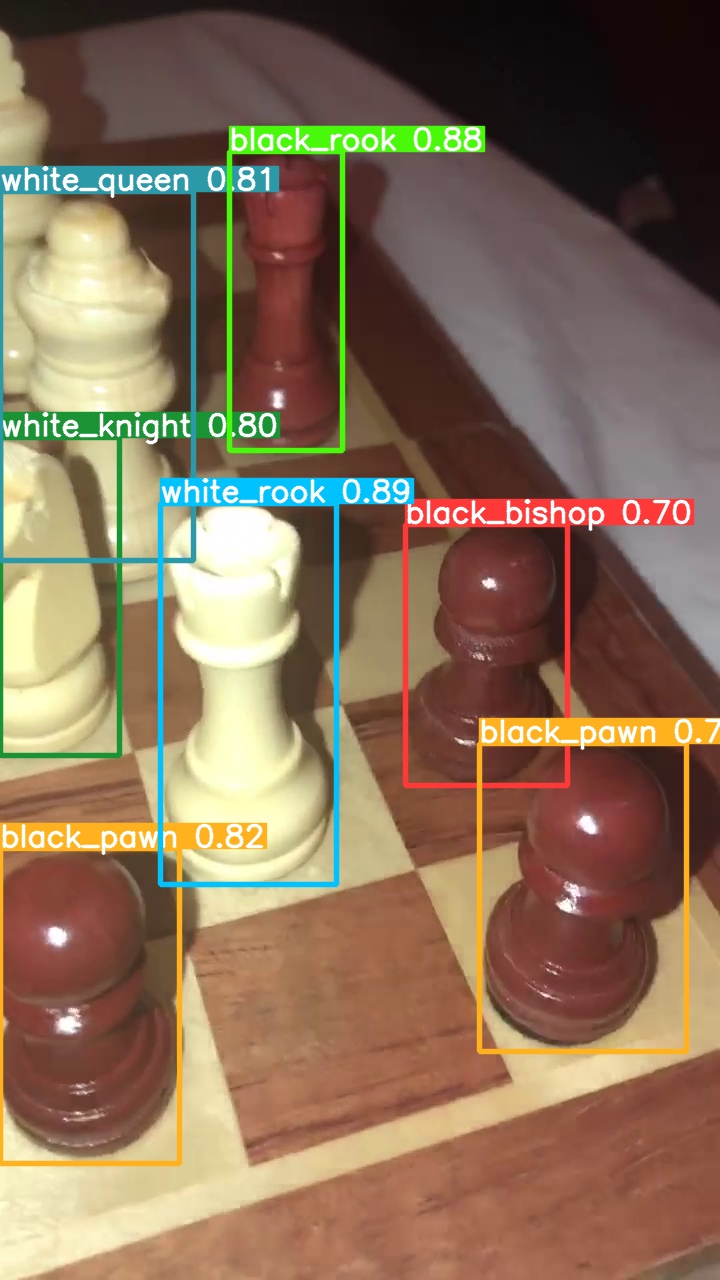 black_rook 0.88
white_queen 0.81
white_knight 0.80
white_rook 0.89
black_bishop 0.70
black_pawn 0.7
black_pawn 0.82